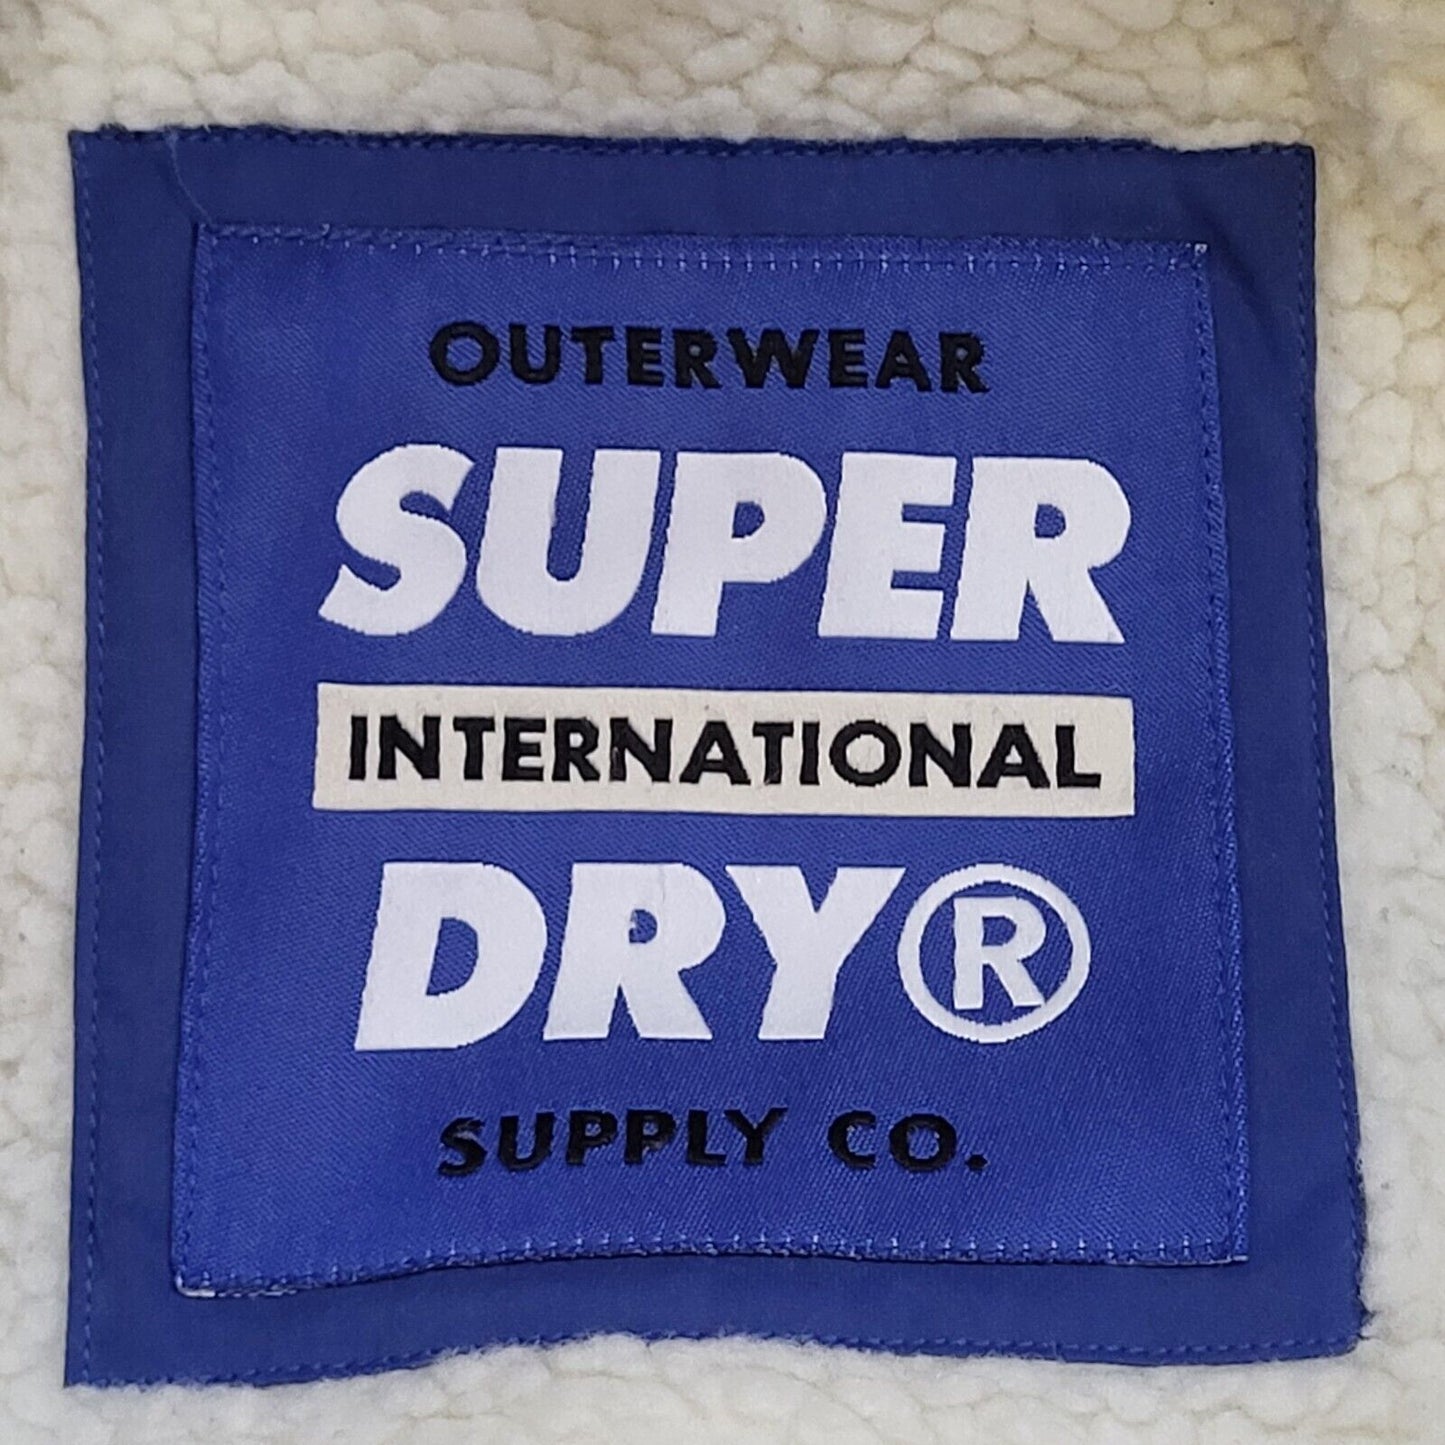 OUTERWEAR
SUPER
INTERNATIONAL
DRY®
SUPPLY CO.